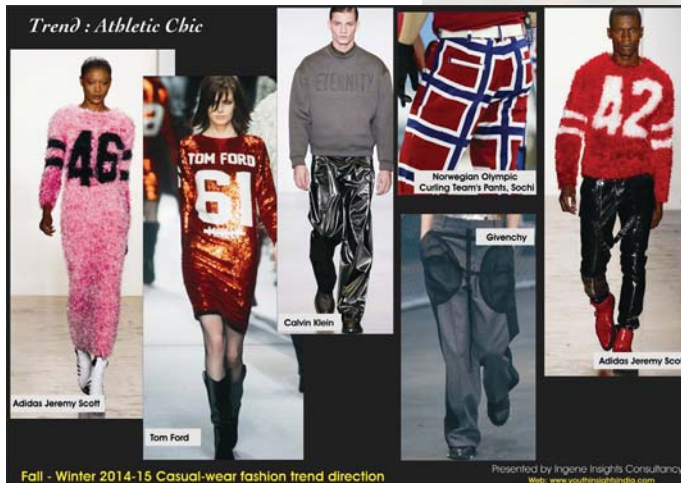 Trend : Athletic Chic
46
TOM FORD
61
ETERNITY
42
Norwegian Olympic
Curling Team's Pants, Sochi
Givenchy
Calvin Klein
Adidas Jeremy Scott
Tom Ford
Adidas Jeremy Scot
Fall - Winter 2014-15 Casual-wear fashion trend direction
Presented by Ingene Insights Consultancy
Web: www.youthinsightsindia.com